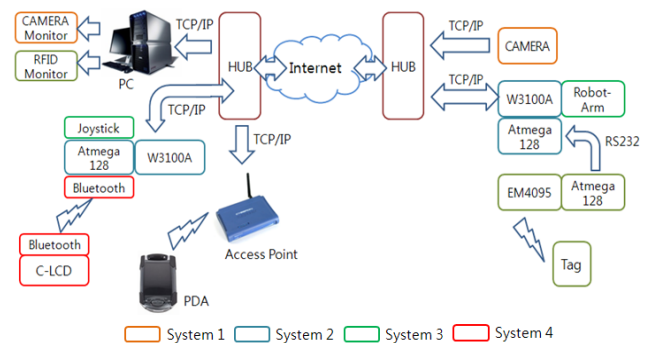 CAMERA
Monitor
RFID
Monitor
PC
TCP/IP
HUB
Internet
HUB
TCP/IP
CAMERA
TCP/IP
TCP/IP
W3100A
Robot-
Arm
Atmega
128
RS232
EM4095
Atmega
128
Tag
Joystick
Atmega
128
W3100A
Bluetooth
TCP/IP
Bluetooth
C-LCD
Access Point
PDA
System 1
System 2
System 3
System 4